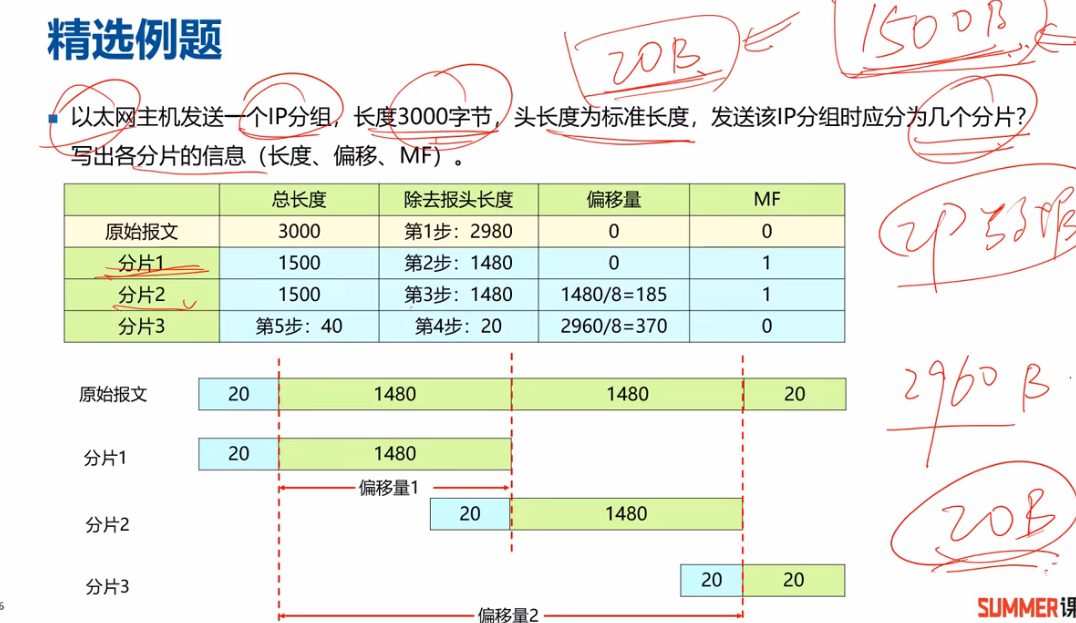 精选例题
20B
1500B
以太网主机发送一个IP分组，长度3000字节，头长度为标准长度，发送该IP分组时应分为几个分片？
写出各分片的信息（长度、偏移、MF）。
总长度 除去报头长度 偏移量 MF
原始报文 3000 第1步：2980 0 0
分片1 1500 第2步：1480 0 1
分片2 1500 第3步：1480 1480/8=185 1
分片3 第5步：40 第4步：20 2960/8=370 0
2960B
20B
原始报文 20 1480 1480 20
分片1 20 1480
偏移量1
分片2 20 1480
分片3 20 20
偏移量2
6
SUMMER课